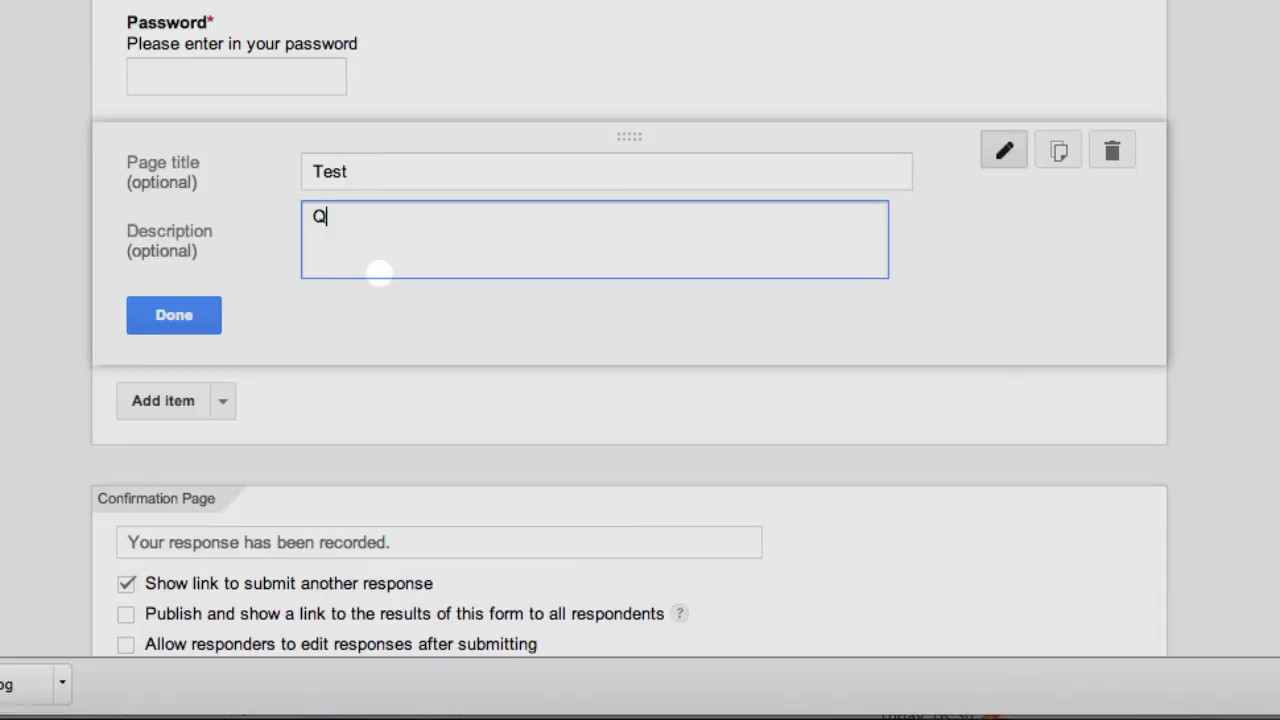 Password*
Please enter in your password
Page title
(optional)
Test
Description
(optional)
Q
Done
Add item
Confirmation Page
Your response has been recorded.
Show link to submit another response
Publish and show a link to the results of this form to all respondents ?
Allow responders to edit responses after submitting
og